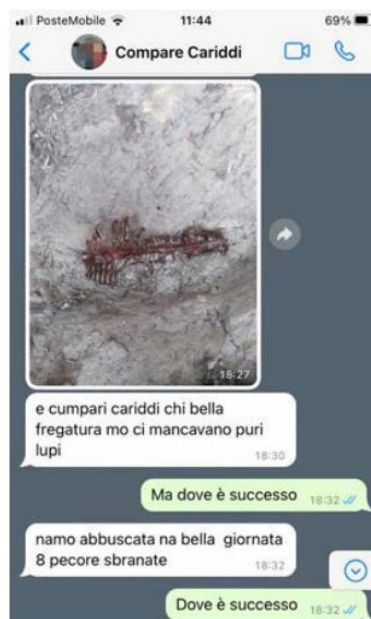 PosteMobile 11:44 69%
Compare Cariddi
18:27
e cumpari cariddi chi bella
fregatura mo ci mancavano puri
lupi
18:30
Ma dove è successo 18:32
namo abbuscata na bella giornata
8 pecore sbranate
18:32
Dove è successo 18:32